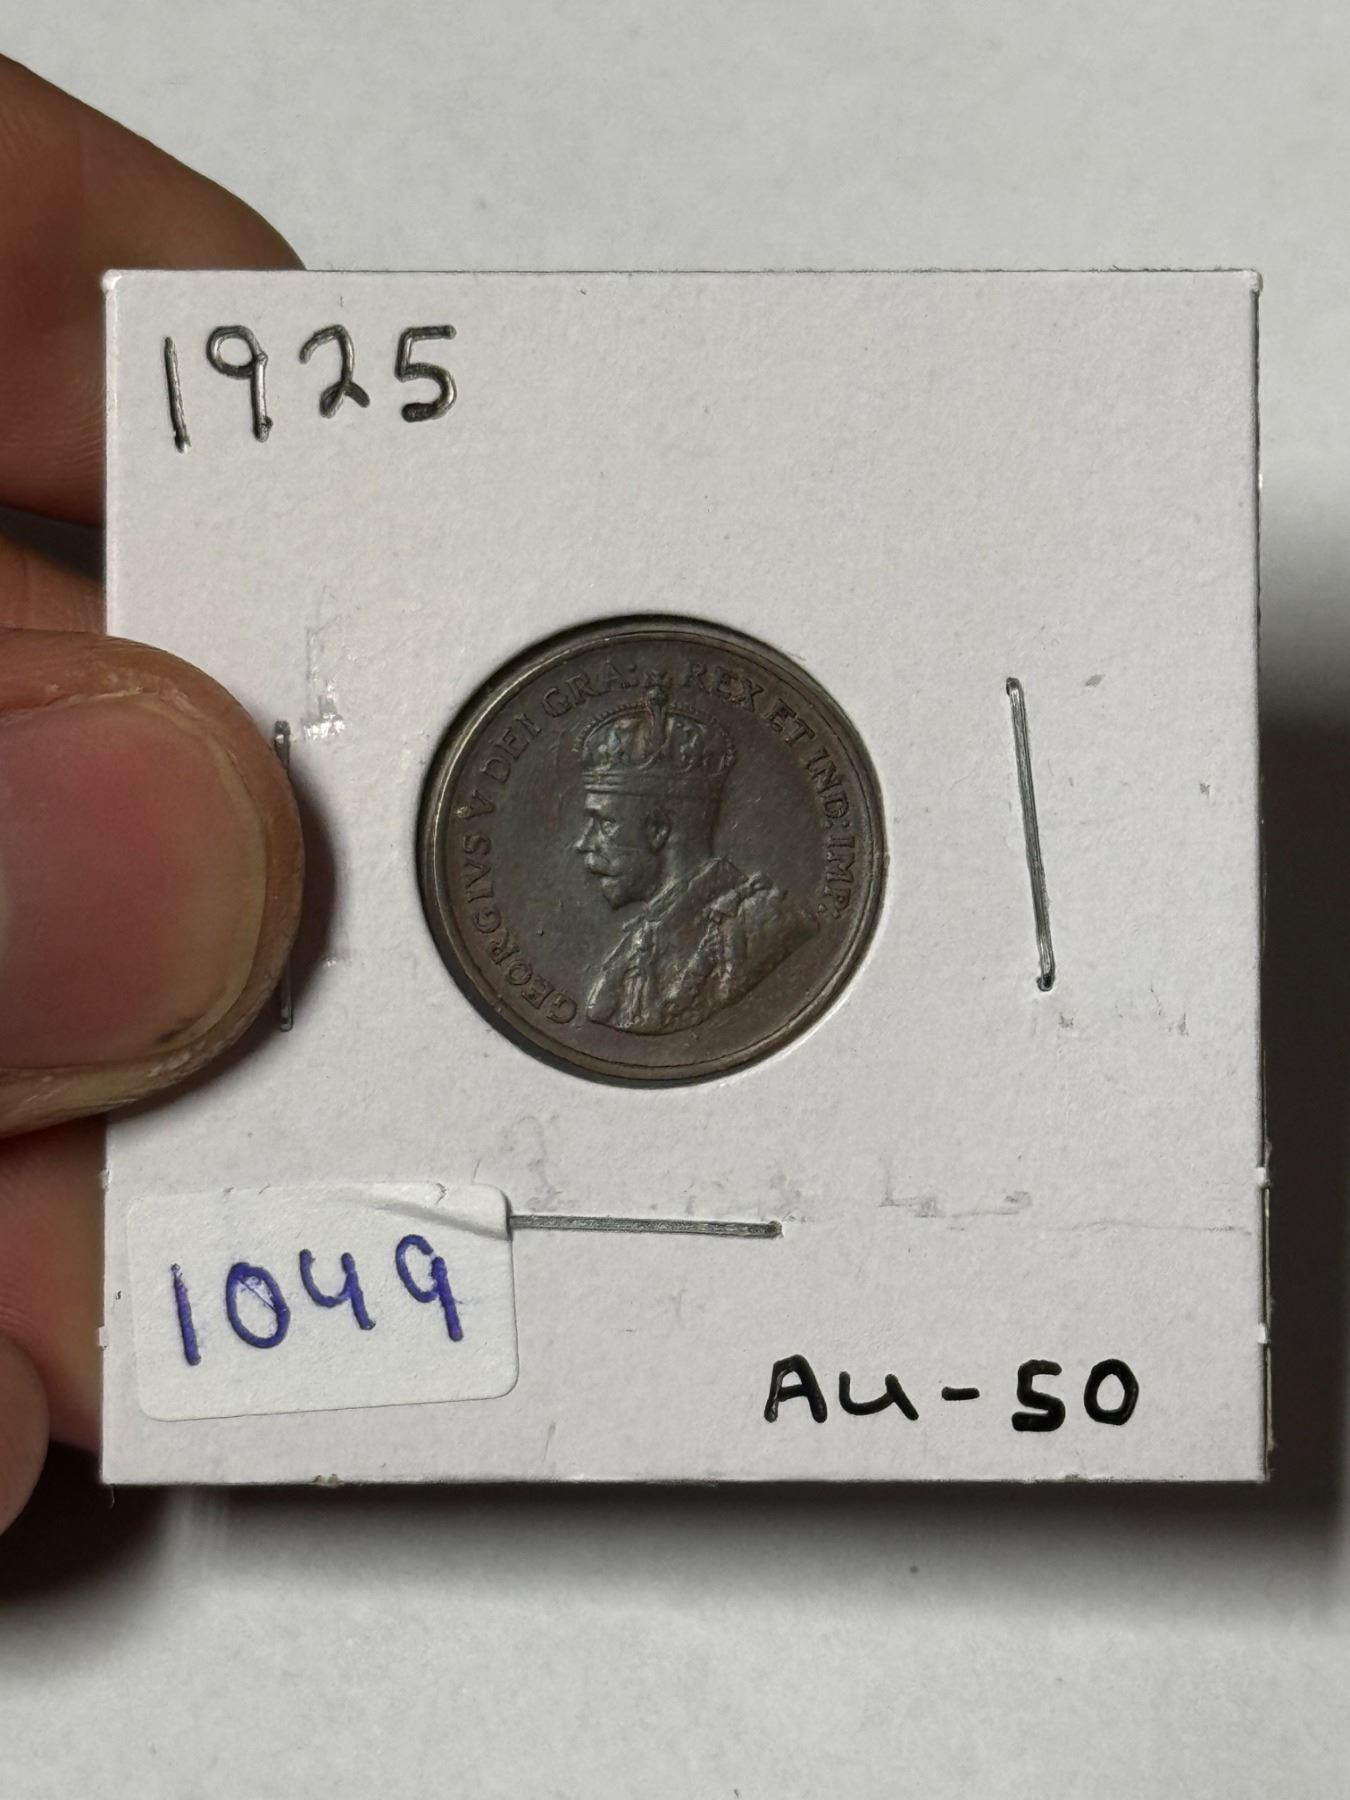 1925
GEORGIVS V DEI GRA: REX ET IND: IMP:
1049
AU-50